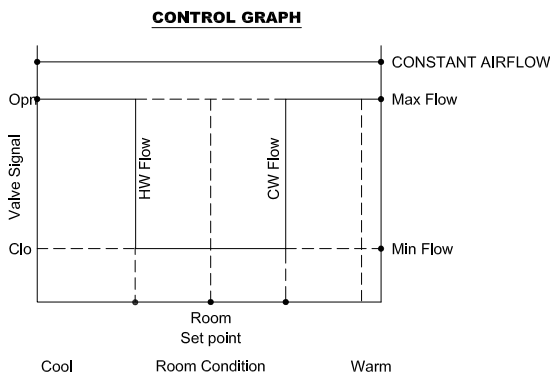 CONTROL GRAPH
CONSTANT AIRFLOW
Opn
Max Flow
Valve Signal
HW Flow
CW Flow
Clo
Min Flow
Room
Set point
Cool
Room Condition
Warm